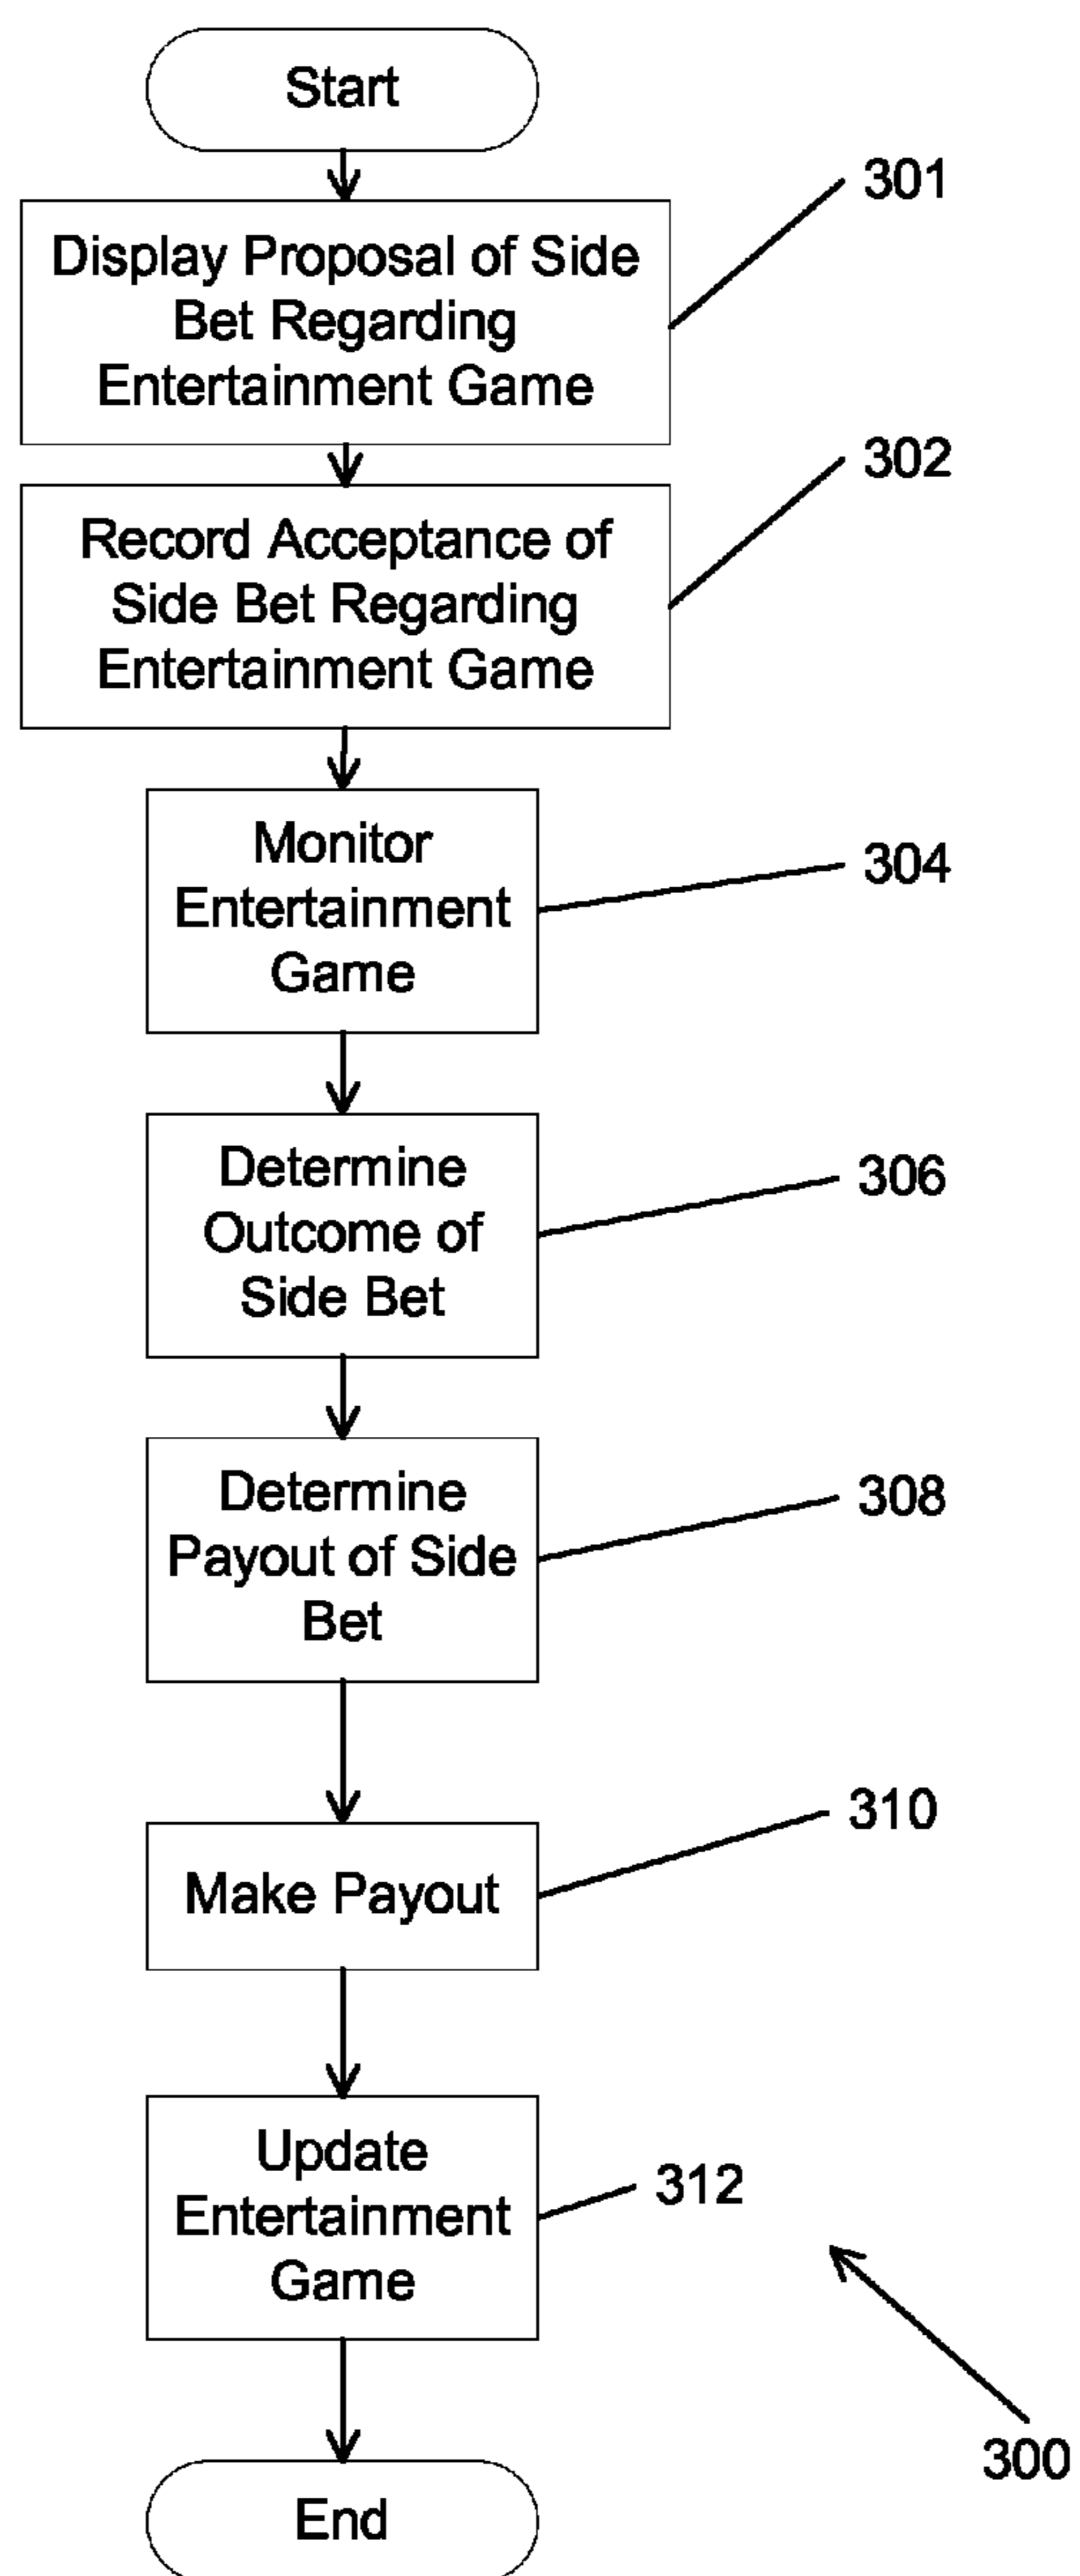 Start
301
Display Proposal of Side
Bet Regarding
Entertainment Game
302
Record Acceptance of
Side Bet Regarding
Entertainment Game
Monitor
Entertainment
Game
304
Determine
Outcome of
Side Bet
306
Determine
Payout of Side
Bet
308
Make Payout
310
Update
Entertainment
Game
312
300
End